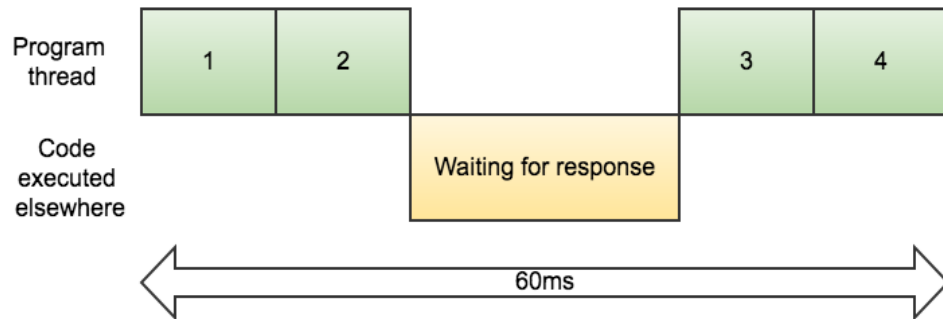 Program
thread
1
2
3
4
Code
executed
elsewhere
Waiting for response
60ms